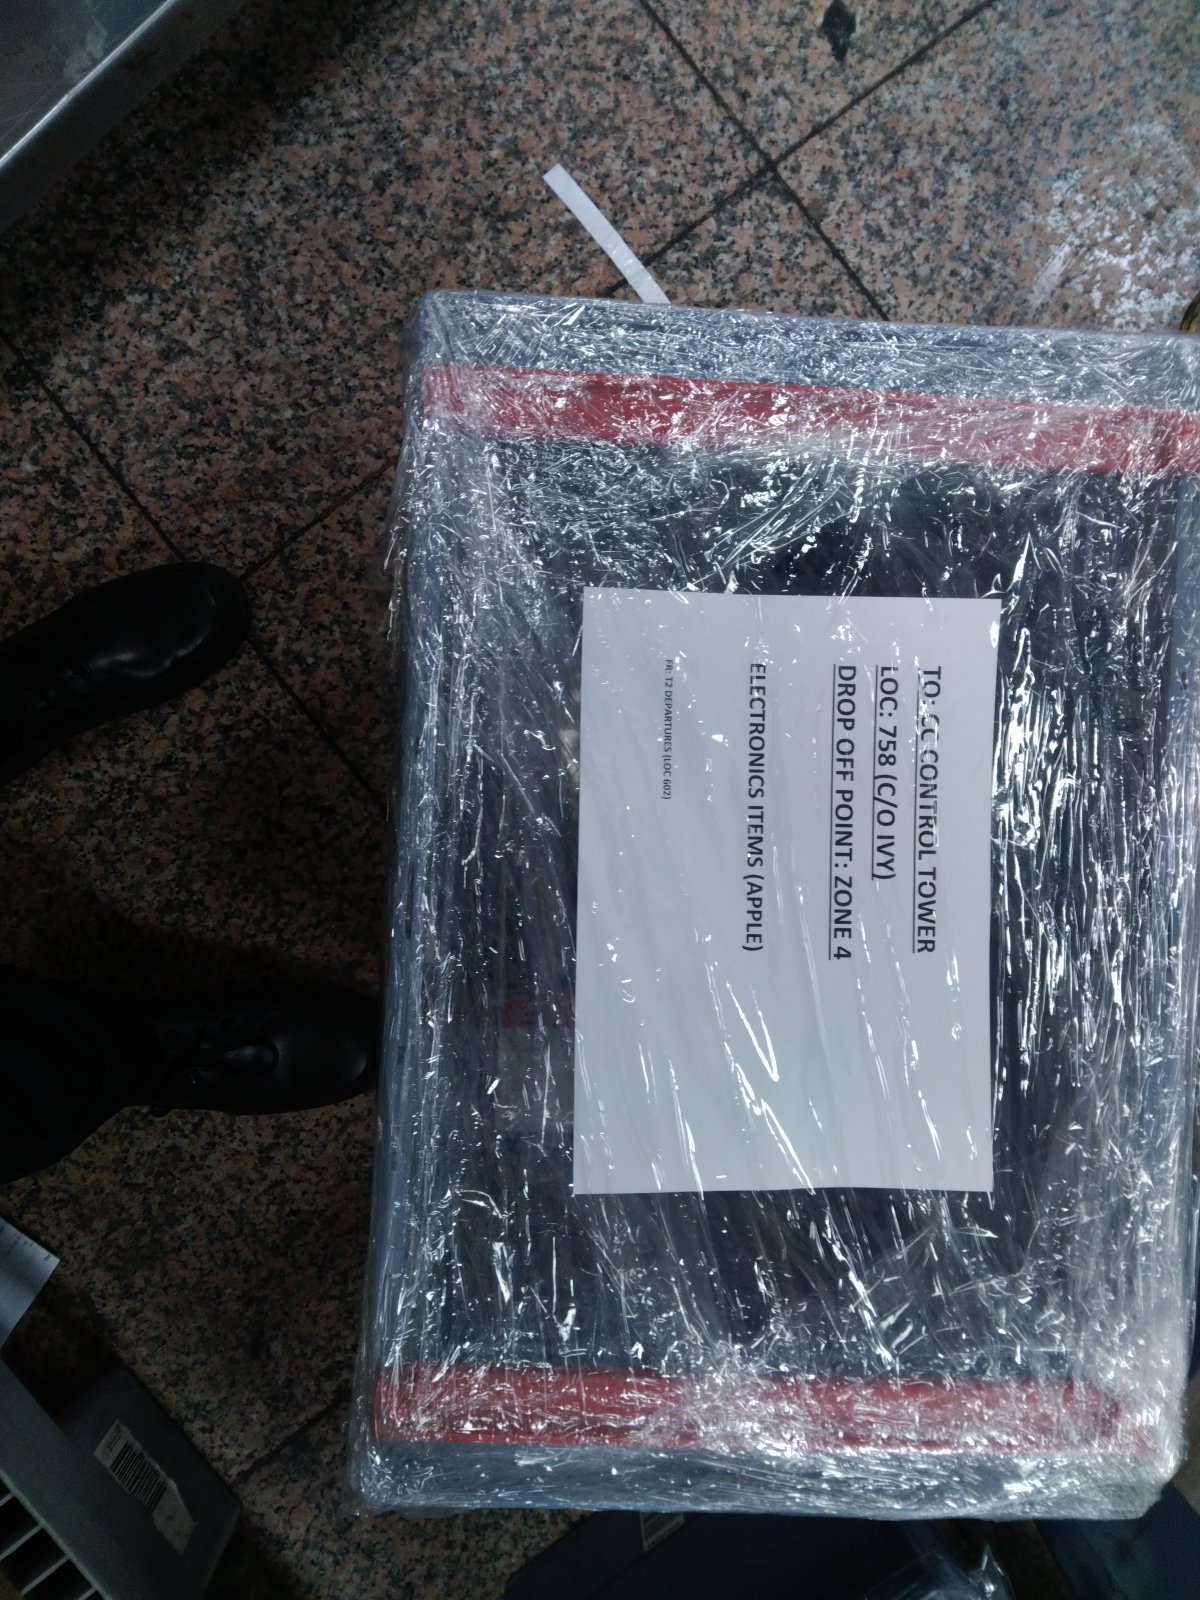 TO: CC CONTROL TOWER
LOC: 758 (C/O IVY)
DROP OFF POINT: ZONE 4
ELECTRONICS ITEMS (APPLE)
FR: T2 DEPARTURES (LOC 602)